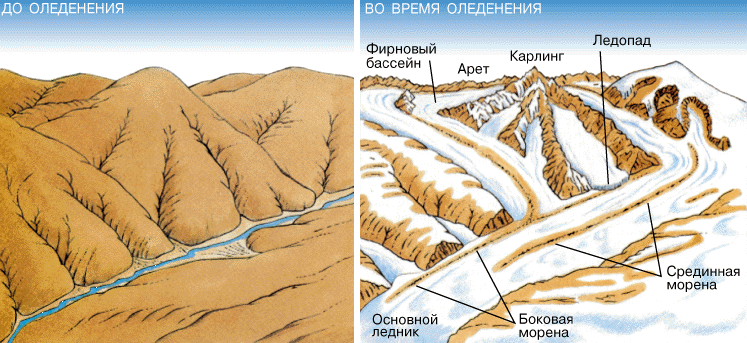 ДО ОЛЕДЕНЕНИЯ
ВО ВРЕМЯ ОЛЕДЕНЕНИЯ
Фирновый
бассейн
Арет
Карлинг
Ледопад
Срединная
морена
Основной
ледник
Боковая
морена